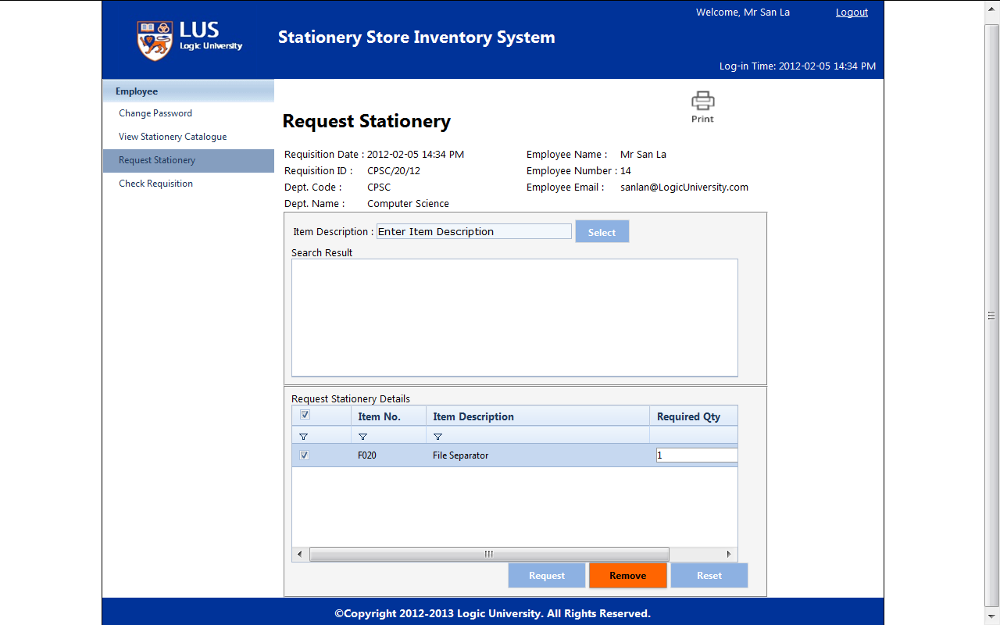 Welcome, Mr San La Logout
LUS
Logic University
Stationery Store Inventory System
Log-in Time: 2012-02-05 14:34 PM
Employee
Change Password
View Stationery Catalogue
Request Stationery
Check Requisition
Print
Request Stationery
Requisition Date : 2012-02-05 14:34 PM Employee Name : Mr San La
Requisition ID : CPSC/20/12 Employee Number : 14
Dept. Code : CPSC Employee Email : sanlan@LogicUniversity.com
Dept. Name : Computer Science
Item Description : Enter Item Description Select
Search Result
Request Stationery Details
Item No. Item Description Required Qty
F020 File Separator 1
Request Remove Reset
©Copyright 2012-2013 Logic University. All Rights Reserved.